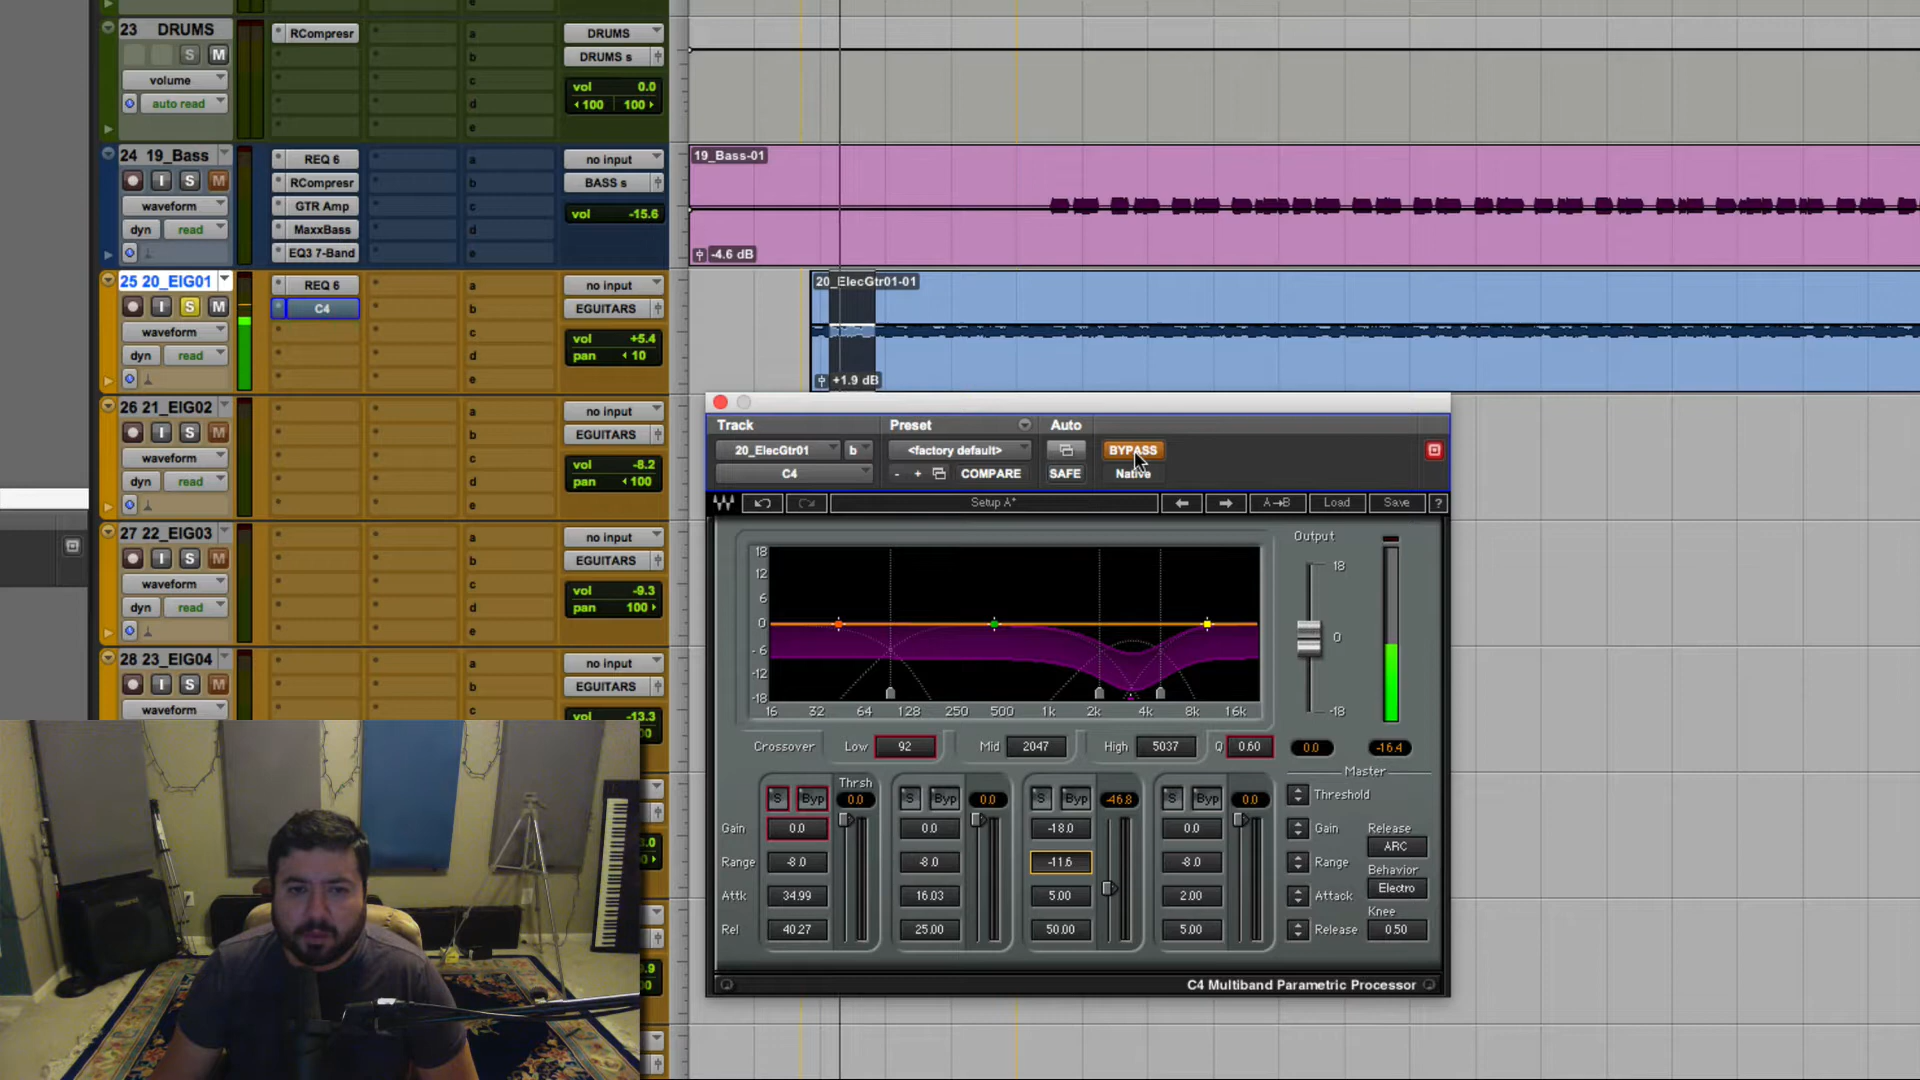 23 DRUMS
RCompresr
a
DRUMS
S M
b
DRUMS s
volume
c
vol 0.0
auto read
d
100 100
e
24 19_Bass
REQ 6
a
no input
19_Bass-01
I S M
RCompresr
b
BASS s
waveform
GTR Amp
c
vol -15.6
dyn read
MaxxBass
d
EQ3 7-Band
e
-4.6 dB
25 20_EIG01
REQ 6
a
no input
20_ElecGtr01-01
I S M
C4
b
EGUITARS
waveform
c
vol +5.4
dyn read
d
pan 10
e
+1.9 dB
26 21_EIG02
a
no input
I S M
b
EGUITARS
waveform
c
vol -8.2
dyn read
d
pan 100
e
27 22_EIG03
a
no input
I S M
b
EGUITARS
waveform
c
vol -9.3
dyn read
d
pan 100
e
28 23_EIG04
a
no input
I S M
b
EGUITARS
waveform
c
vol -13.3
Track Preset Auto
20_ElecGtr01 b <factory default> BYPASS
C4 - + COMPARE SAFE Native
Setup A* A→B Load Save ?
Output
18
12
6
0
-6
-12
-18
16 32 64 128 250 500 1k 2k 4k 8k 16k
18
0
-18
Crossover Low 92 Mid 2047 High 5037 Q 0.60 0.0 -16.4
Master
Thrsh
S Byp 0.0 S Byp 0.0 S Byp -46.8 S Byp 0.0 Threshold
Gain 0.0 0.0 -18.0 0.0 Gain Release
ARC
Range -8.0 -8.0 -11.6 -8.0 Range Behavior
Electro
Attk 34.99 16.03 5.00 2.00 Attack
Knee
Rel 40.27 25.00 50.00 5.00 Release 0.50
C4 Multiband Parametric Processor